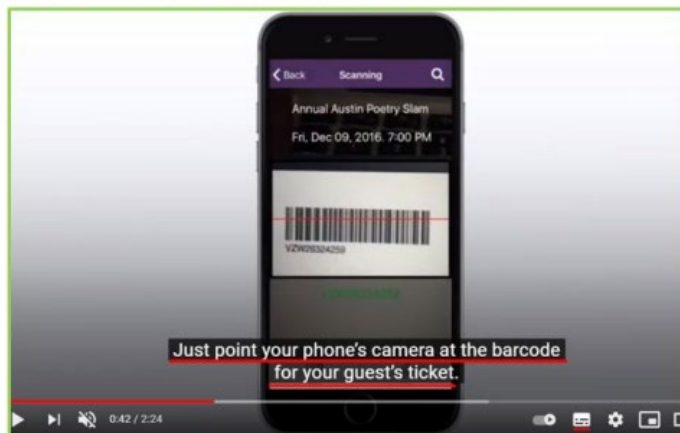 Back
Scanning
Annual Austin Poetry Slam
Fri, Dec 09, 2016. 7:00 PM
Just point your phone's camera at the barcode
for your guest's ticket.
0:42 / 2:24